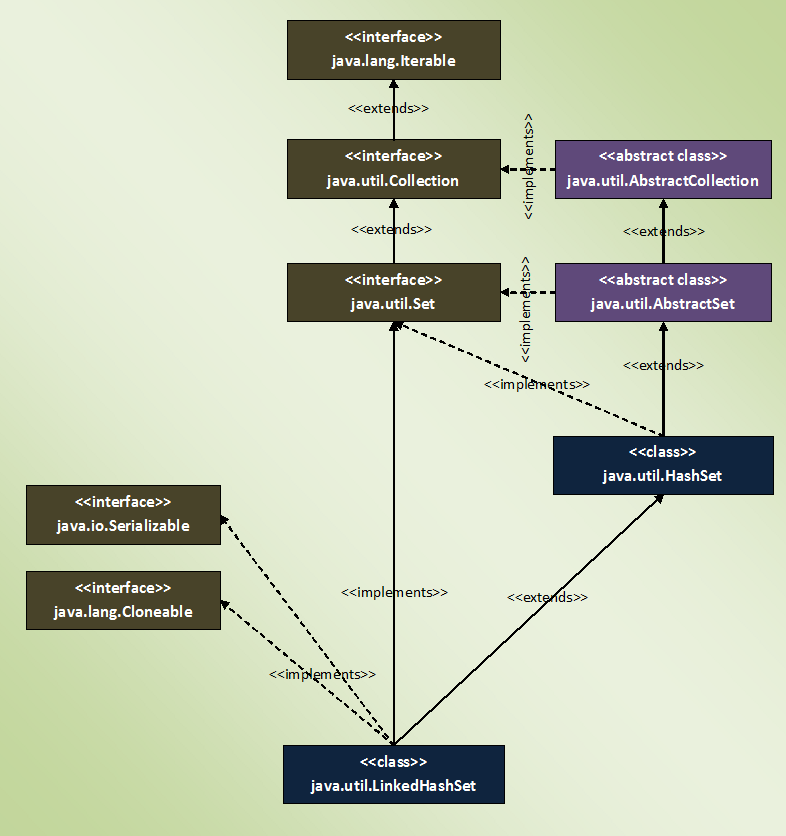 <<interface>>
java.lang.Iterable
<<extends>>
<<interface>>
java.util.Collection
<<implements>>
<<abstract class>>
java.util.AbstractCollection
<<extends>>
<<extends>>
<<interface>>
java.util.Set
<<implements>>
<<abstract class>>
java.util.AbstractSet
<<extends>>
<<implements>>
<<class>>
java.util.HashSet
<<interface>>
java.io.Serializable
<<interface>>
java.lang.Cloneable
<<implements>>
<<extends>>
<<implements>>
<<class>>
java.util.LinkedHashSet